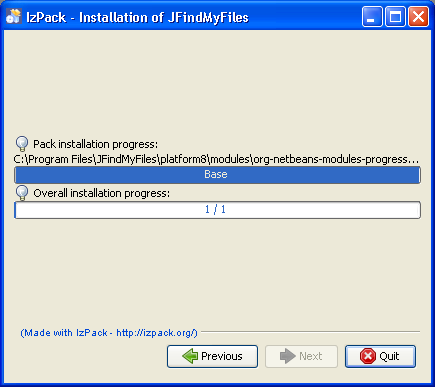 IzPack - Installation of JFindMyFiles
Pack installation progress:
C:\Program Files\JFindMyFiles\platform8\modules\org-netbeans-modules-progress...
Base
Overall installation progress:
1 / 1
(Made with IzPack - http://izpack.org/)
Previous
Next
Quit